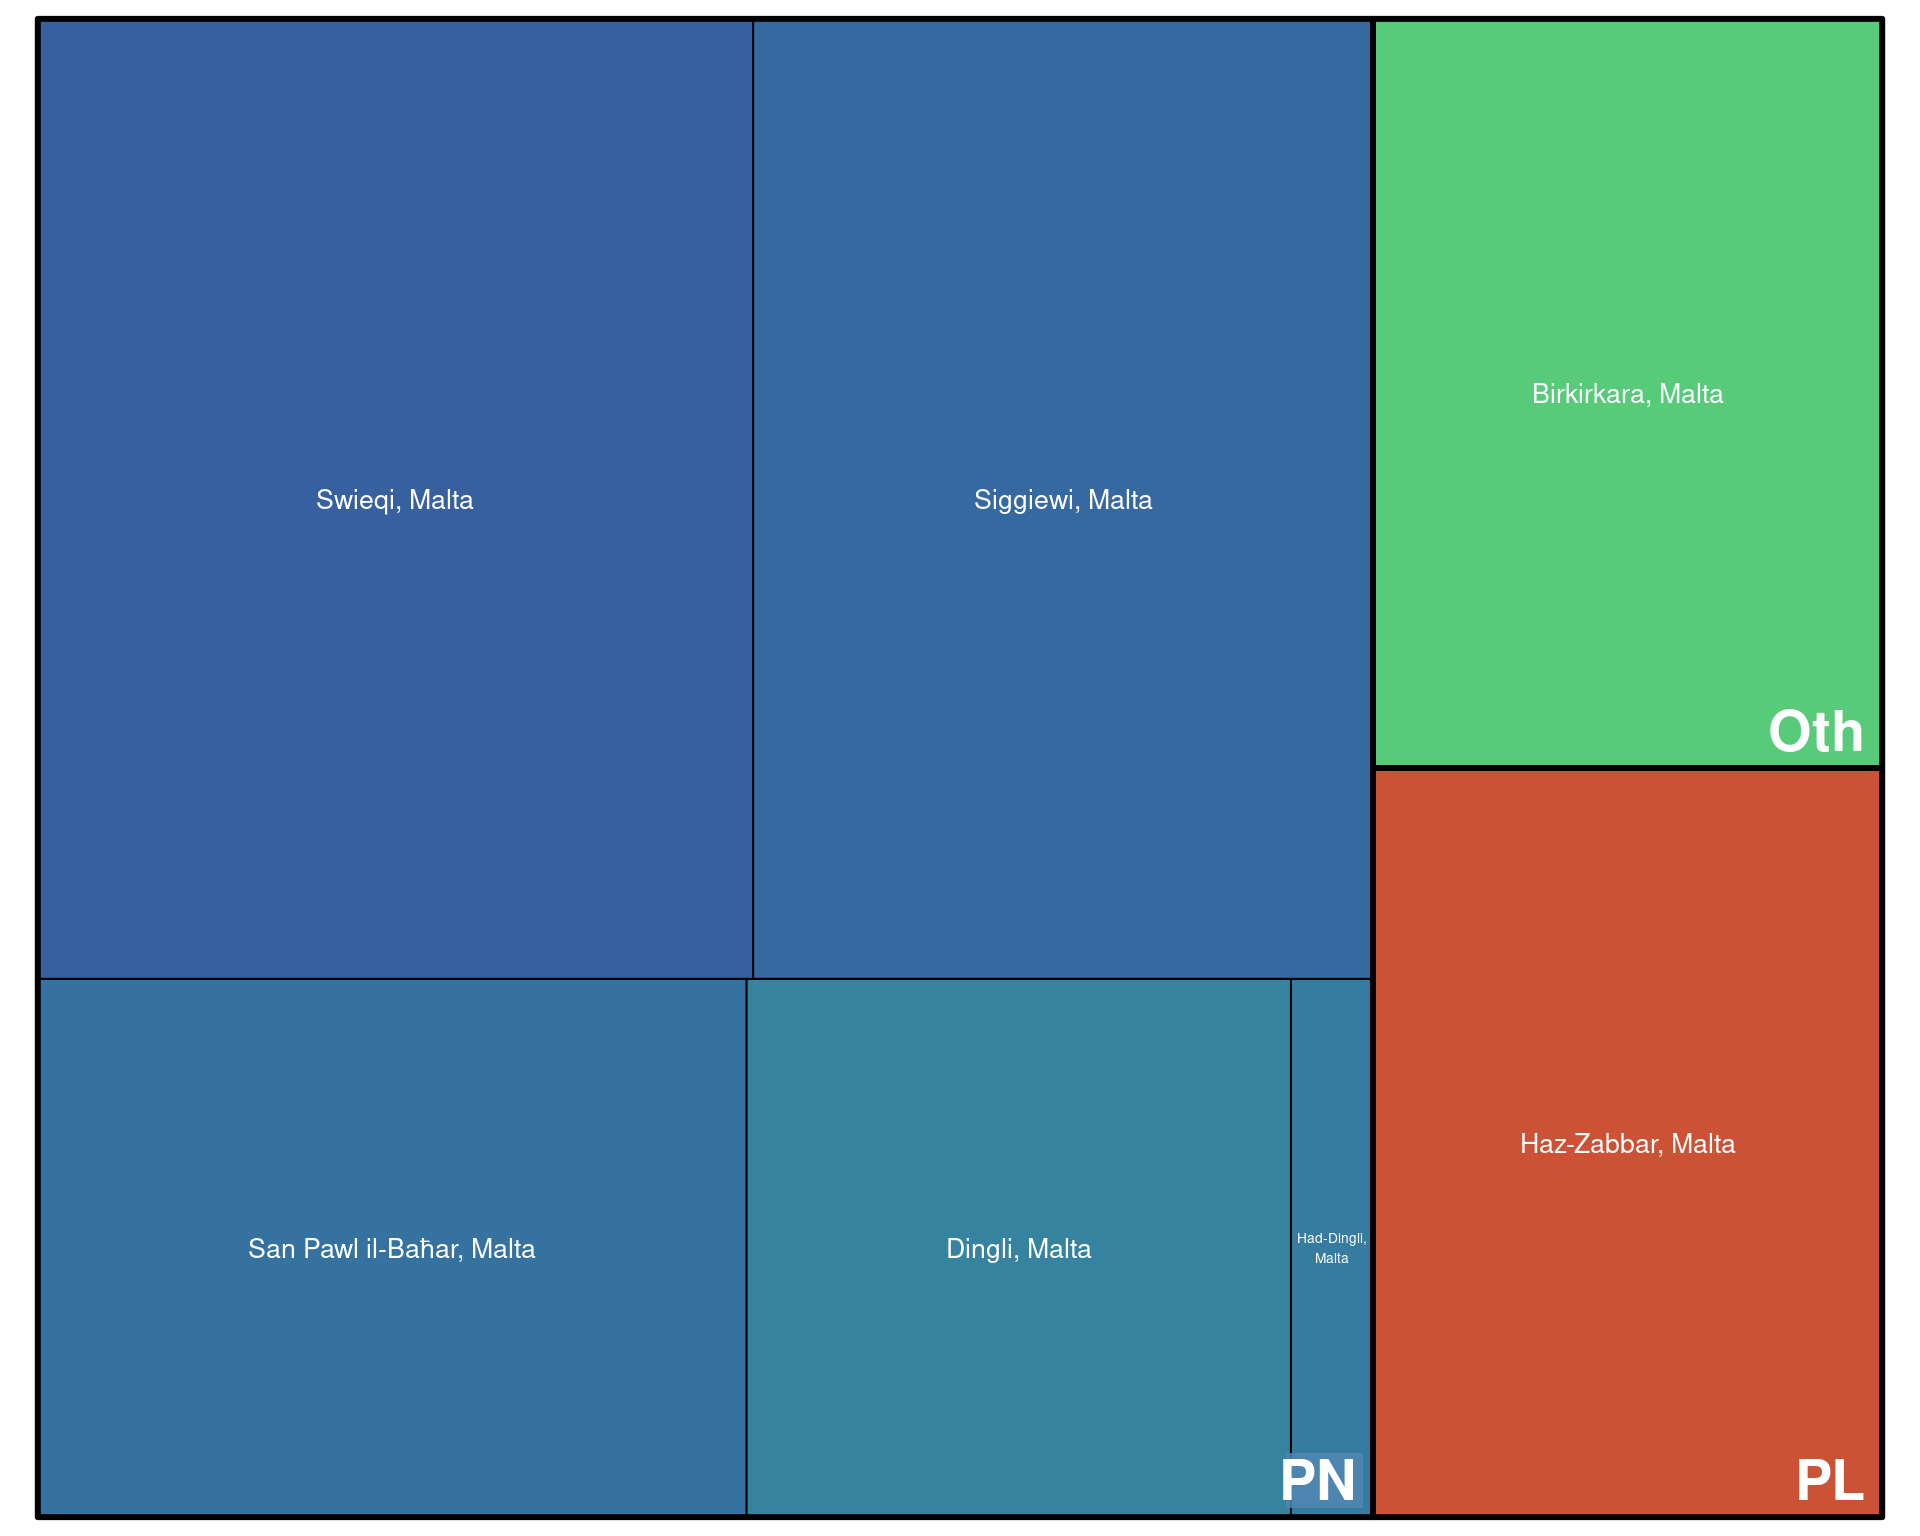 Swieqi, Malta
Siggiewi, Malta
Birkirkara, Malta
Oth
San Pawl il-Baħar, Malta
Dingli, Malta
Had-Dingli,
Malta
PN
Haz-Zabbar, Malta
PL